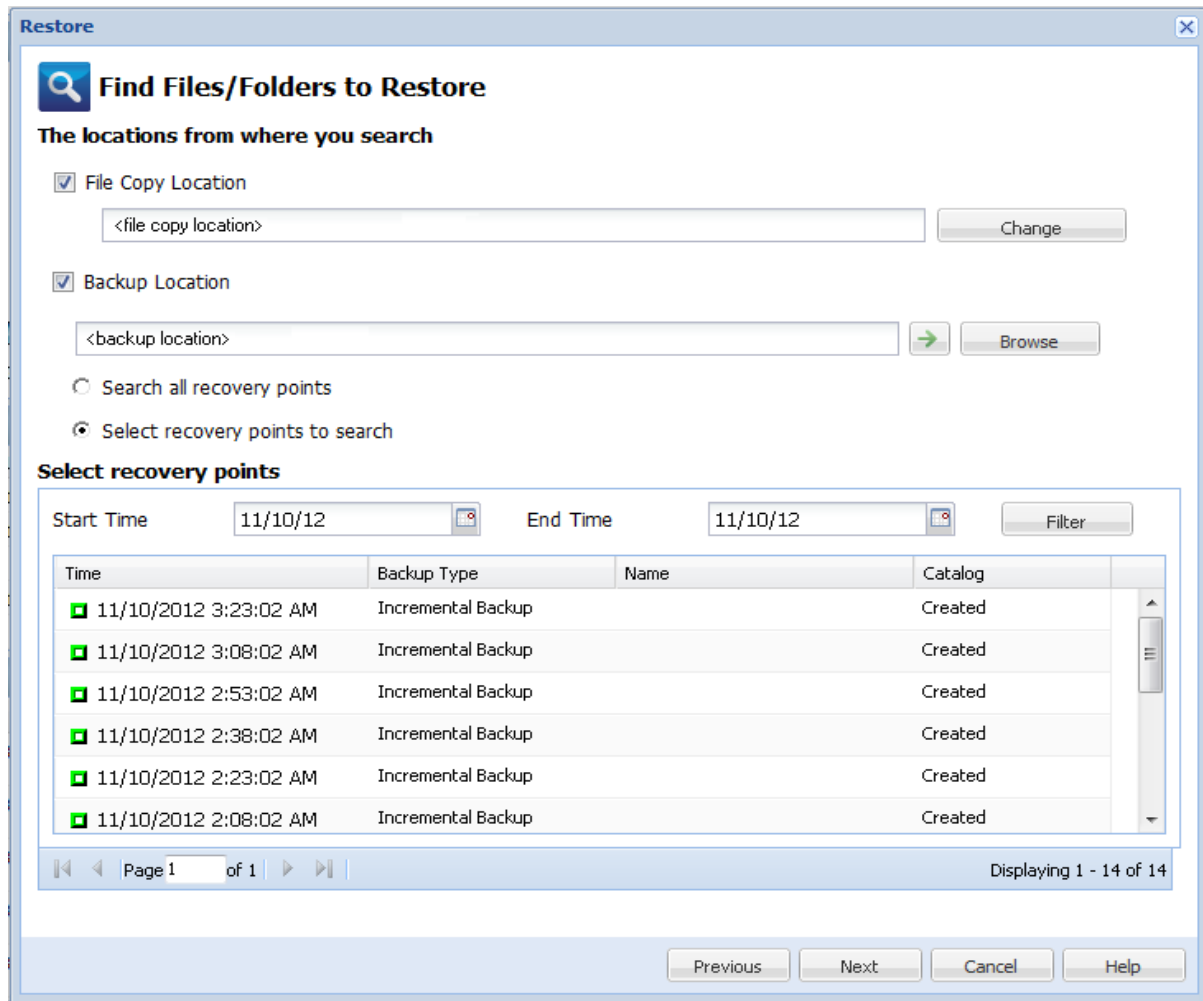 Restore
Find Files/Folders to Restore
The locations from where you search
File Copy Location
<file copy location>
Change
Backup Location
<backup location>
Browse
Search all recovery points
Select recovery points to search
Select recovery points
Start Time 11/10/12 End Time 11/10/12 Filter
Time Backup Type Name Catalog
11/10/2012 3:23:02 AM Incremental Backup Created
11/10/2012 3:08:02 AM Incremental Backup Created
11/10/2012 2:53:02 AM Incremental Backup Created
11/10/2012 2:38:02 AM Incremental Backup Created
11/10/2012 2:23:02 AM Incremental Backup Created
11/10/2012 2:08:02 AM Incremental Backup Created
Page 1 of 1 Displaying 1 - 14 of 14
Previous Next Cancel Help